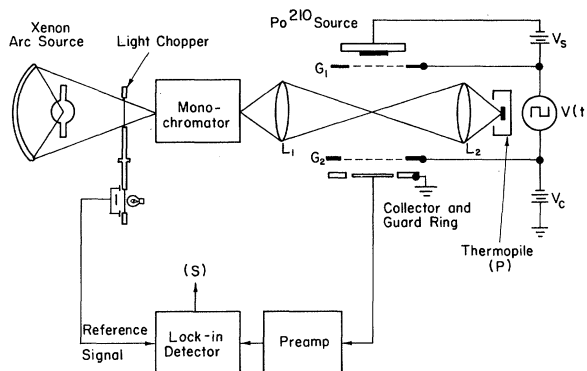 Xenon
Arc Source
Light Chopper
Po210 Source
VS
G1
Mono-
chromator
V(t
L1
L2
G2
VC
Collector and
Guard Ring
Thermopile
(P)
(S)
Reference
Signal
Lock-in
Detector
Preamp